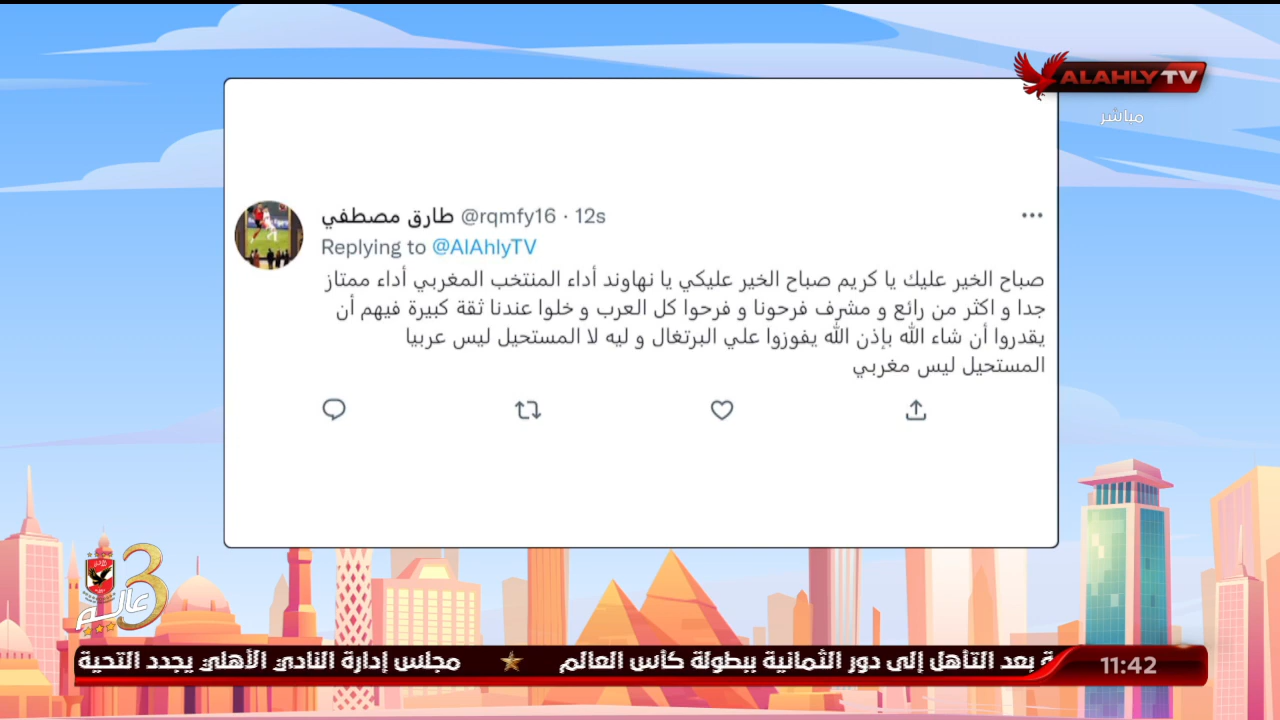 ALAHLY TV
مباشر
طارق مصطفي @rqmfy16 · 12s
Replying to @AlAhlyTV
صباح الخير عليك يا كريم صباح الخير عليكي يا نهاوند أداء المنتخب المغربي أداء ممتاز
جدا و اكثر من رائع و مشرف فرحونا و فرحوا كل العرب و خلوا عندنا ثقة كبيرة فيهم أن
يقدروا أن شاء الله بإذن الله يفوزوا علي البرتغال و ليه لا المستحيل ليس عربيا
المستحيل ليس مغربي
3
عالـم
ة بعد التأهل إلى دور الثمانية ببطولة كأس العالم ★ مجلس إدارة النادي الأهلي يجدد التحية
11:42